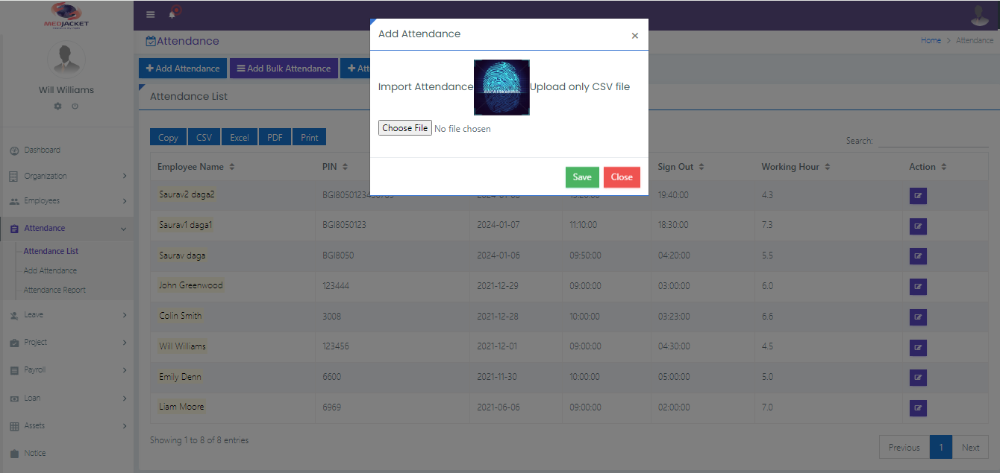 MEDJACKET
Will Williams
Dashboard
Organization
Employees
Attendance
Attendance List
Add Attendance
Attendance Report
Leave
Project
Payroll
Loan
Assets
Notice
Attendance
Home > Attendance
Add Attendance
Add Bulk Attendance
Attendance List
Add Attendance
×
Import Attendance Upload only CSV file
Choose File No file chosen
Save Close
Copy CSV Excel PDF Print
Search:
Employee Name PIN Sign Out Working Hour Action
Saurav2 daga2 19:40:00 4.3
Saurav1 daga1 BGI8050123 2024-01-07 11:10:00 18:30:00 7.3
Saurav daga BGI8050 2024-01-06 09:50:00 04:20:00 5.5
John Greenwood 123444 2021-12-29 09:00:00 03:00:00 6.0
Colin Smith 3008 2021-12-28 10:00:00 03:23:00 6.6
Will Williams 123456 2021-12-01 09:00:00 04:30:00 4.5
Emily Denn 6600 2021-11-30 10:00:00 05:00:00 5.0
Liam Moore 6969 2021-06-06 09:00:00 02:00:00 7.0
Showing 1 to 8 of 8 entries
Previous 1 Next